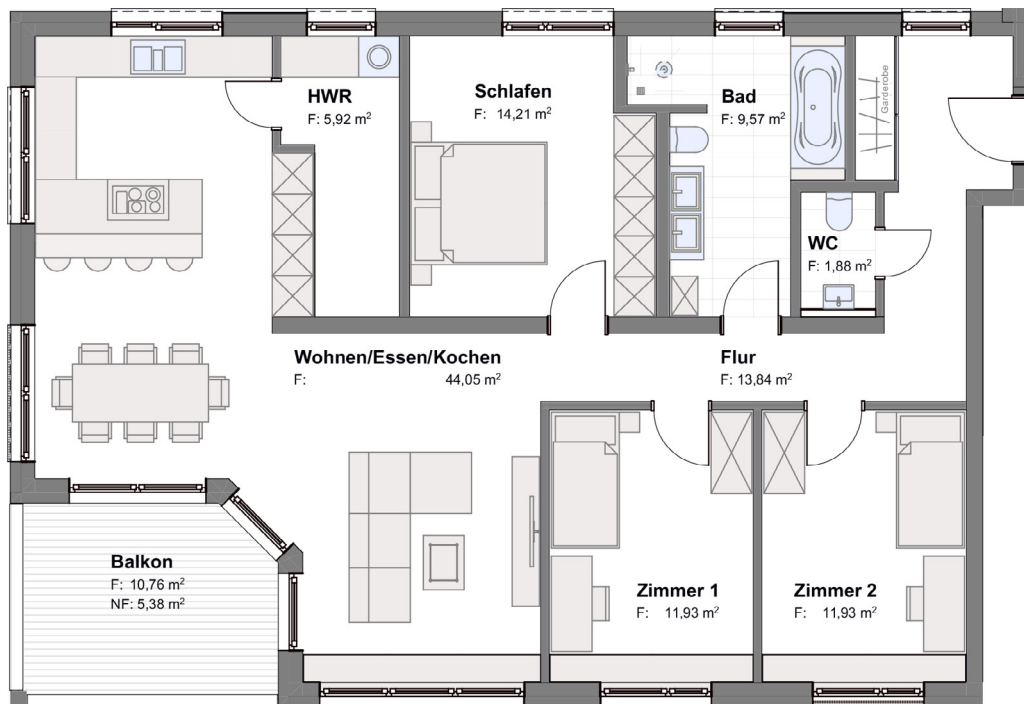 HWR
F: 5,92 m²
Schlafen
F: 14,21 m²
Bad
F: 9,57 m²
Garderobe
WC
F: 1,88 m²
Wohnen/Essen/Kochen
F: 44,05 m²
Flur
F: 13,84 m²
Balkon
F: 10,76 m²
NF: 5,38 m²
Zimmer 1
F: 11,93 m²
Zimmer 2
F: 11,93 m²